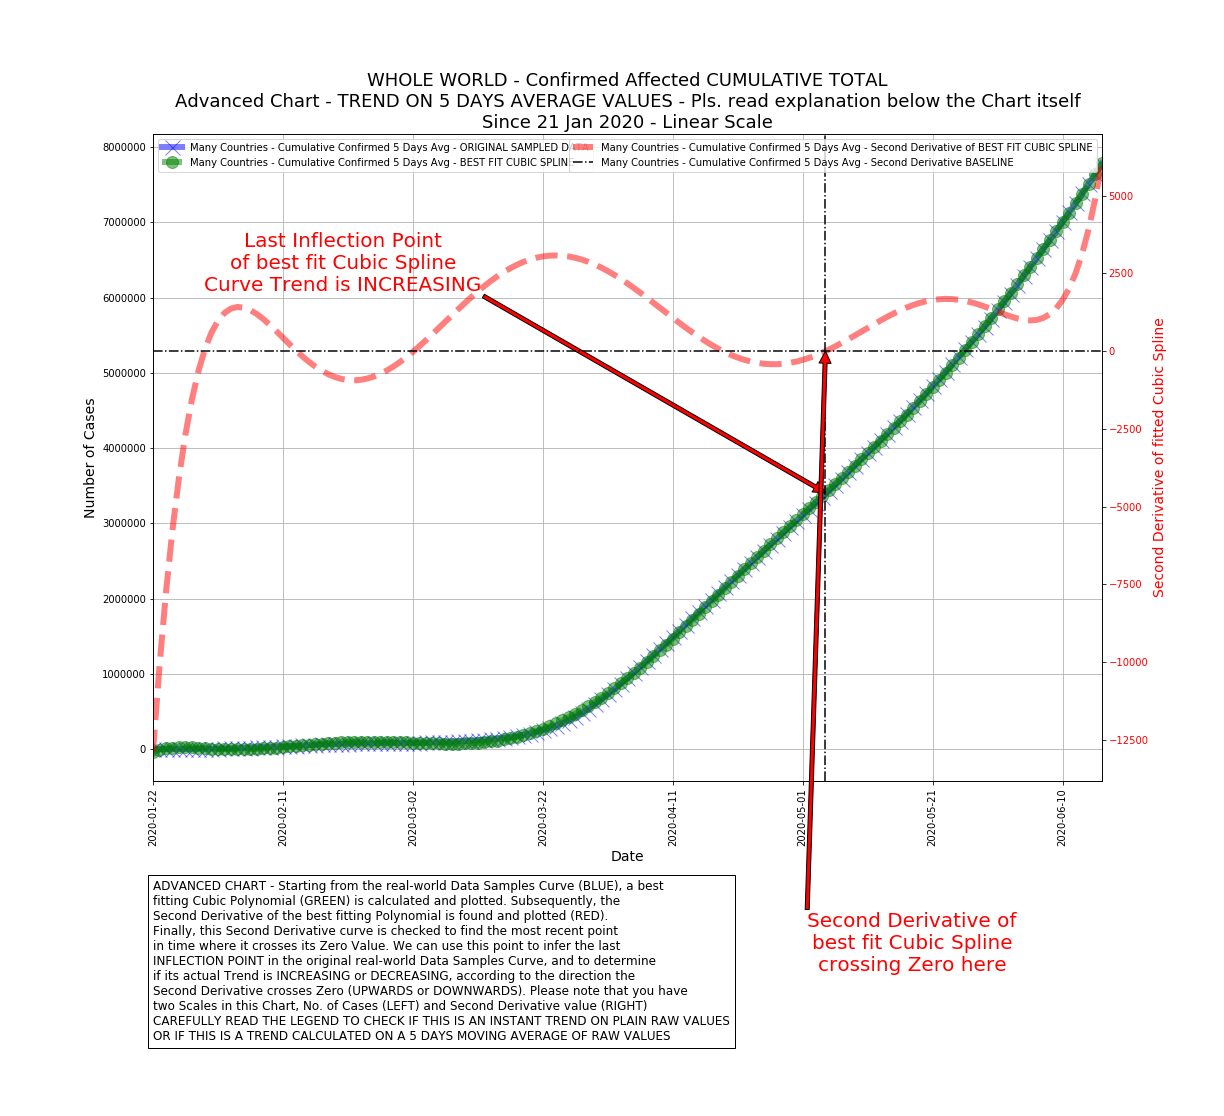 WHOLE WORLD - Confirmed Affected CUMULATIVE TOTAL
Advanced Chart - TREND ON 5 DAYS AVERAGE VALUES - Pls. read explanation below the Chart itself
Since 21 Jan 2020 - Linear Scale
Many Countries - Cumulative Confirmed 5 Days Avg - ORIGINAL SAMPLED DATA
Many Countries - Cumulative Confirmed 5 Days Avg - BEST FIT CUBIC SPLIN
Many Countries - Cumulative Confirmed 5 Days Avg - Second Derivative of BEST FIT CUBIC SPLINE
Many Countries - Cumulative Confirmed 5 Days Avg - Second Derivative BASELINE
Last Inflection Point
of best fit Cubic Spline
Curve Trend is INCREASING
Number of Cases
8000000
7000000
6000000
5000000
4000000
3000000
2000000
1000000
0
5000
2500
0
−2500
−5000
−7500
−10000
−12500
Second Derivative of fitted Cubic Spline
2020-01-22
2020-02-11
2020-03-02
2020-03-22
2020-04-11
2020-05-01
2020-05-21
2020-06-10
Date
ADVANCED CHART - Starting from the real-world Data Samples Curve (BLUE), a best
fitting Cubic Polynomial (GREEN) is calculated and plotted. Subsequently, the
Second Derivative of the best fitting Polynomial is found and plotted (RED).
Finally, this Second Derivative curve is checked to find the most recent point
in time where it crosses its Zero Value. We can use this point to infer the last
INFLECTION POINT in the original real-world Data Samples Curve, and to determine
if its actual Trend is INCREASING or DECREASING, according to the direction the
Second Derivative crosses Zero (UPWARDS or DOWNWARDS). Please note that you have
two Scales in this Chart, No. of Cases (LEFT) and Second Derivative value (RIGHT)
CAREFULLY READ THE LEGEND TO CHECK IF THIS IS AN INSTANT TREND ON PLAIN RAW VALUES
OR IF THIS IS A TREND CALCULATED ON A 5 DAYS MOVING AVERAGE OF RAW VALUES
Second Derivative of
best fit Cubic Spline
crossing Zero here